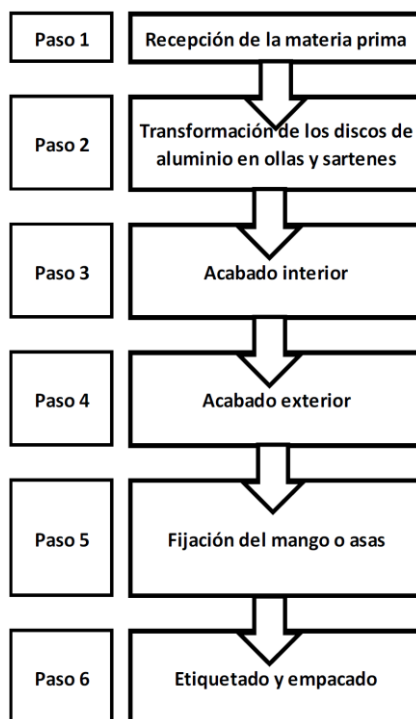 Paso 1
Recepción de la materia prima
Paso 2
Transformación de los discos de
aluminio en ollas y sartenes
Paso 3
Acabado interior
Paso 4
Acabado exterior
Paso 5
Fijación del mango o asas
Paso 6
Etiquetado y empacado